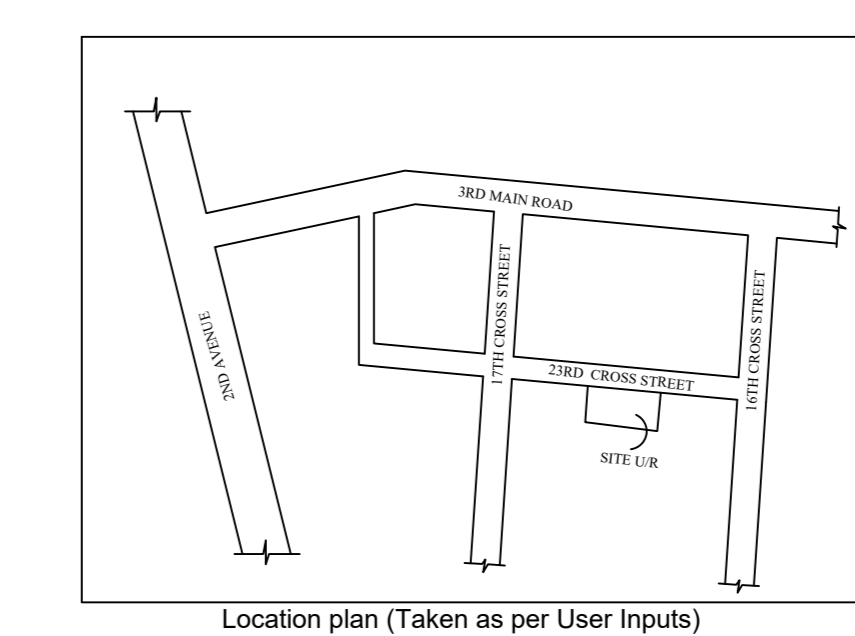 3RD MAIN ROAD
17TH CROSS STREET
16TH CROSS STREET
2ND AVENUE
23RD CROSS STREET
SITE U/R
Location plan (Taken as per User Inputs)